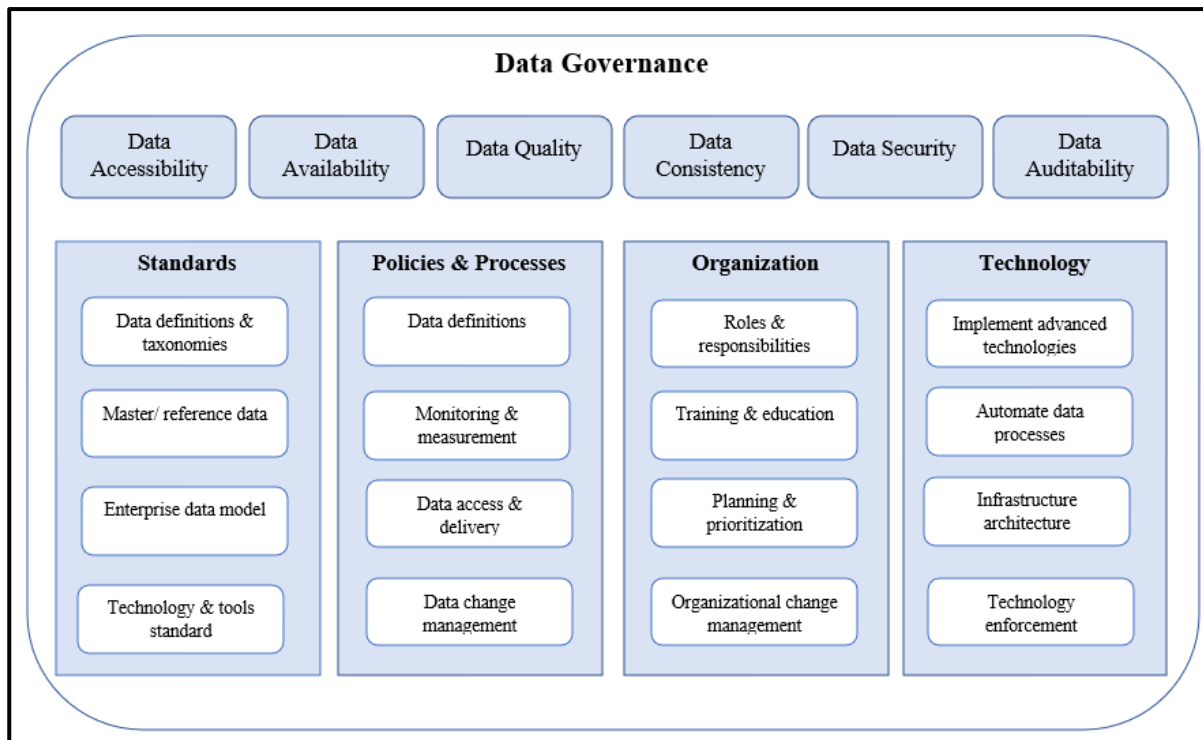 Data Governance
Data
Accessibility
Data
Availability
Data Quality
Data
Consistency
Data Security
Data
Auditability
Standards
Data definitions &
taxonomies
Master/ reference data
Enterprise data model
Technology & tools
standard
Policies & Processes
Data definitions
Monitoring &
measurement
Data access &
delivery
Data change
management
Organization
Roles &
responsibilities
Training & education
Planning &
prioritization
Organizational change
management
Technology
Implement advanced
technologies
Automate data
processes
Infrastructure
architecture
Technology
enforcement